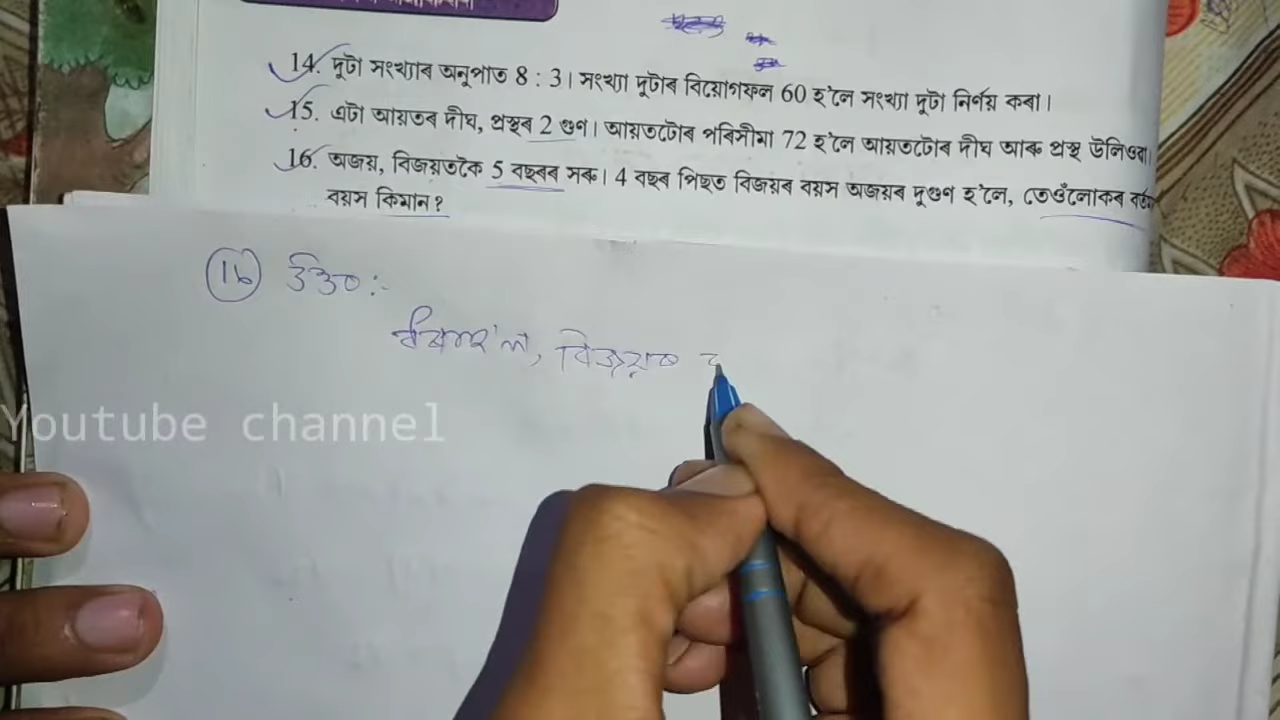 14. দুটা সংখ্যাৰ অনুপাত 8 : 3। সংখ্যা দুটাৰ বিয়োগফল 60 হ'লে সংখ্যা দুটা নিৰ্ণয় কৰা।
15. এটা আয়তৰ দীঘ, প্ৰস্থৰ 2 গুণ। আয়তটোৰ পৰিসীমা 72 হ'লে আয়তটোৰ দীঘ আৰু প্ৰস্থ উলিওৱা।
16. অজয়, বিজয়তকৈ 5 বছৰৰ সৰু। 4 বছৰ পিছত বিজয়ৰ বয়স অজয়ৰ দুগুণ হ'লে, তেওঁলোকৰ
বয়স কিমান?
16 উত্তৰ :-
ধৰাহ'ল, বিজয়ৰ
Youtube channel